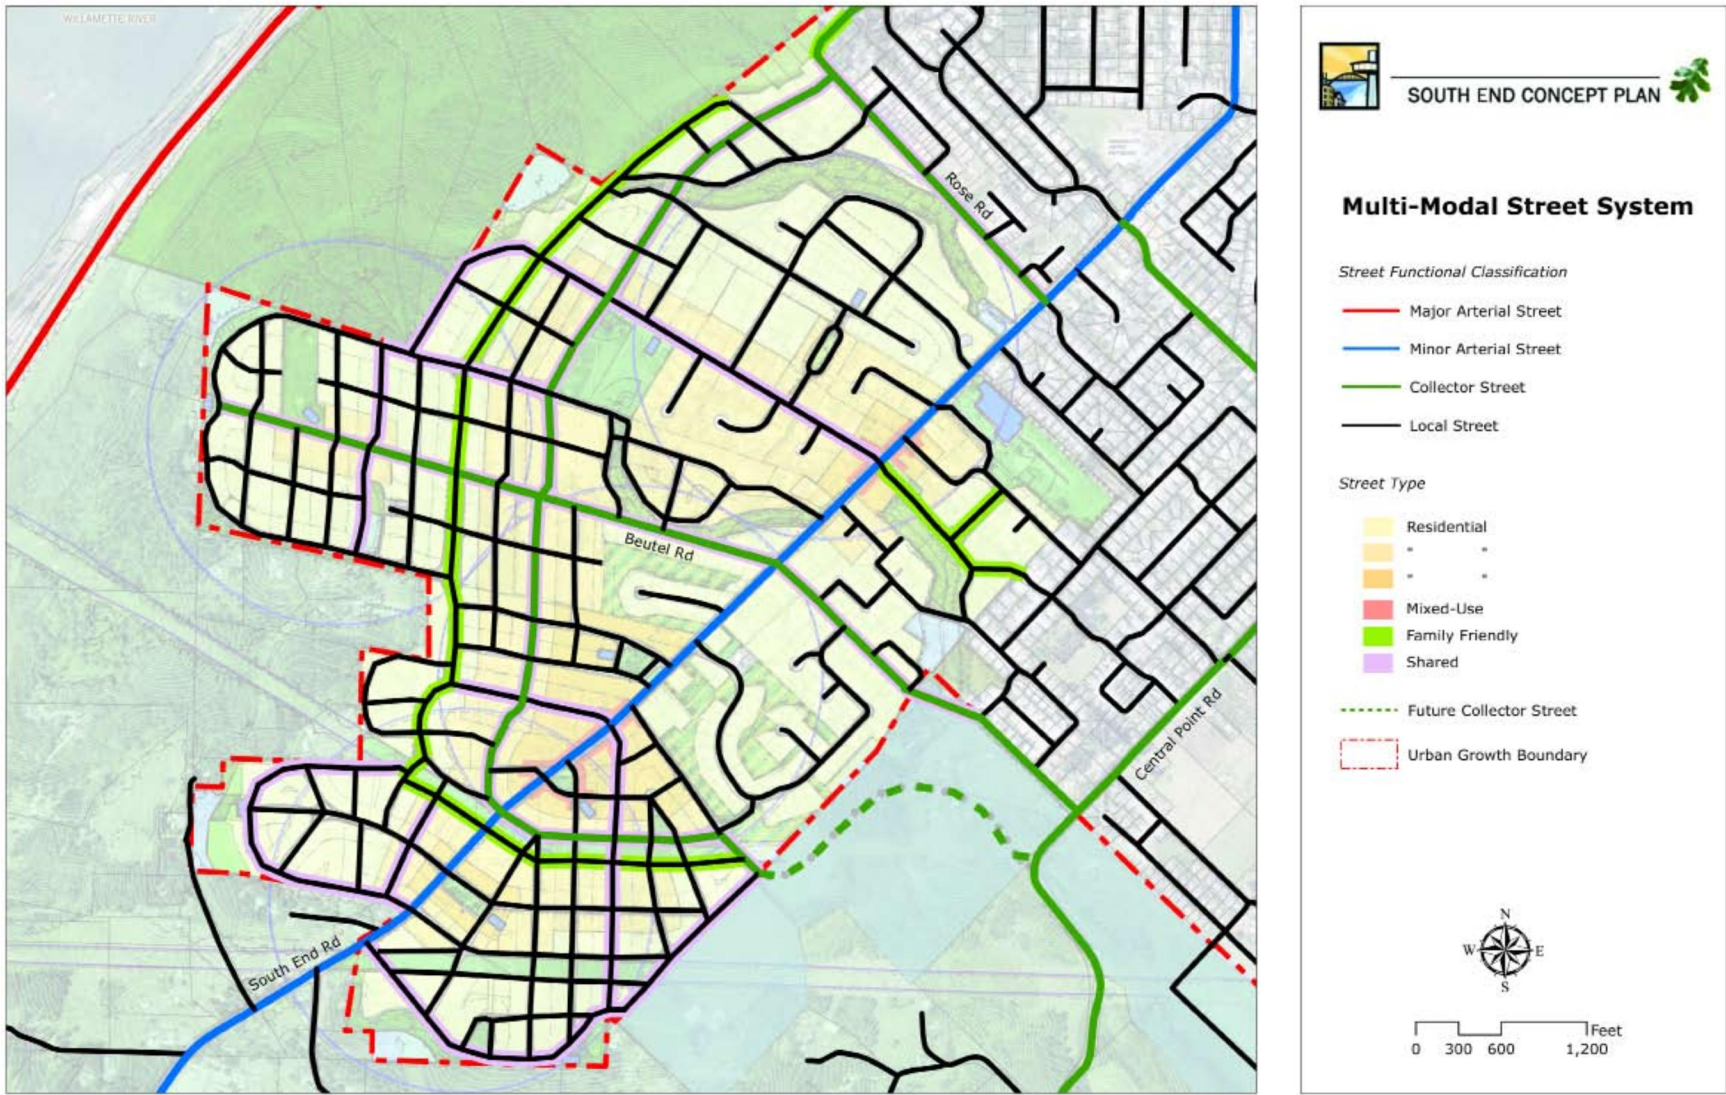 WILLAMETTE RIVER
Rose Rd
Beutel Rd
Central Point Rd
South End Rd
SOUTH END CONCEPT PLAN
Multi-Modal Street System
Street Functional Classification
Major Arterial Street
Minor Arterial Street
Collector Street
Local Street
Street Type
Residential
" "
" "
Mixed-Use
Family Friendly
Shared
Future Collector Street
Urban Growth Boundary
N
W E
S
Feet
0 300 600 1,200